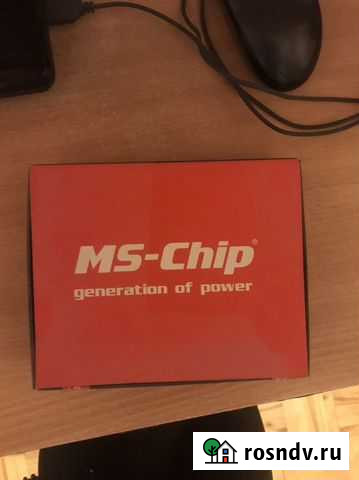 MS-Chip®
generation of power
rosndv.ru